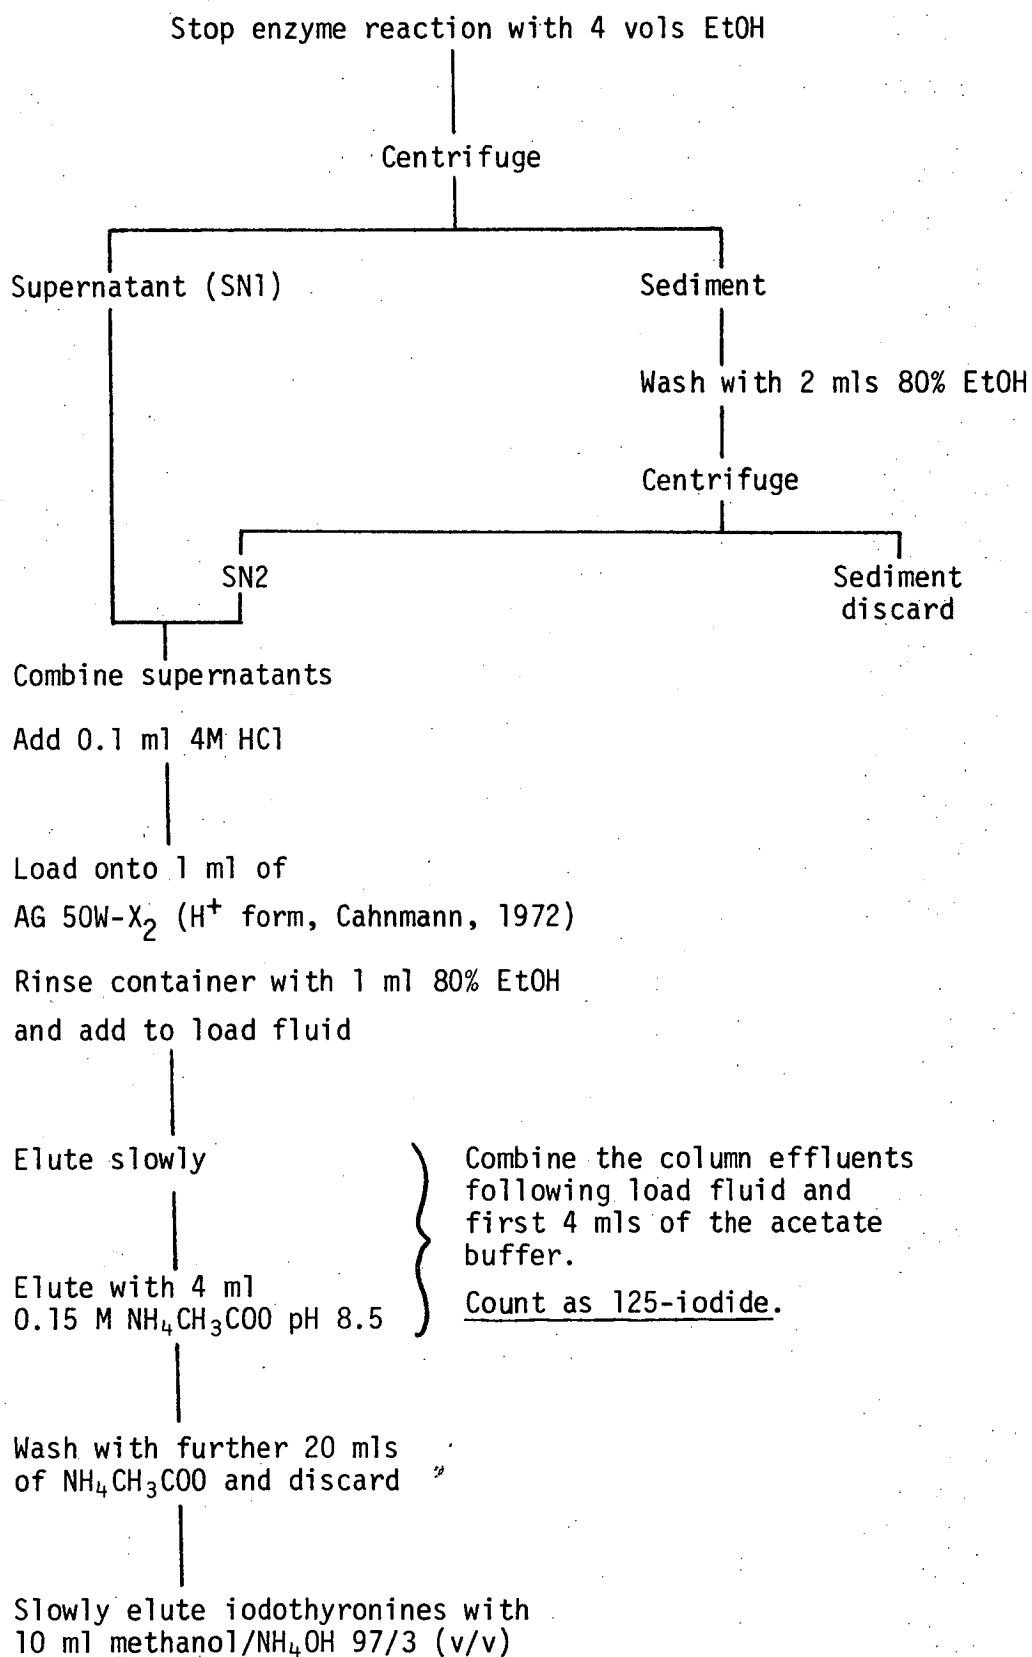 Stop enzyme reaction with 4 vols EtOH
Centrifuge
Supernatant (SN1)
Sediment
Wash with 2 mls 80% EtOH
Centrifuge
SN2
Sediment
discard
Combine supernatants
Add 0.1 ml 4M HCl
Load onto 1 ml of
AG 50W-X₂ (H⁺ form, Cahnmann, 1972)
Rinse container with 1 ml 80% EtOH
and add to load fluid
Elute slowly
Elute with 4 ml
0.15 M NH₄CH₃COO pH 8.5
Combine the column effluents
following load fluid and
first 4 mls of the acetate
buffer.
Count as 125-iodide.
Wash with further 20 mls
of NH₄CH₃COO and discard
Slowly elute iodothyronines with
10 ml methanol/NH₄OH 97/3 (v/v)